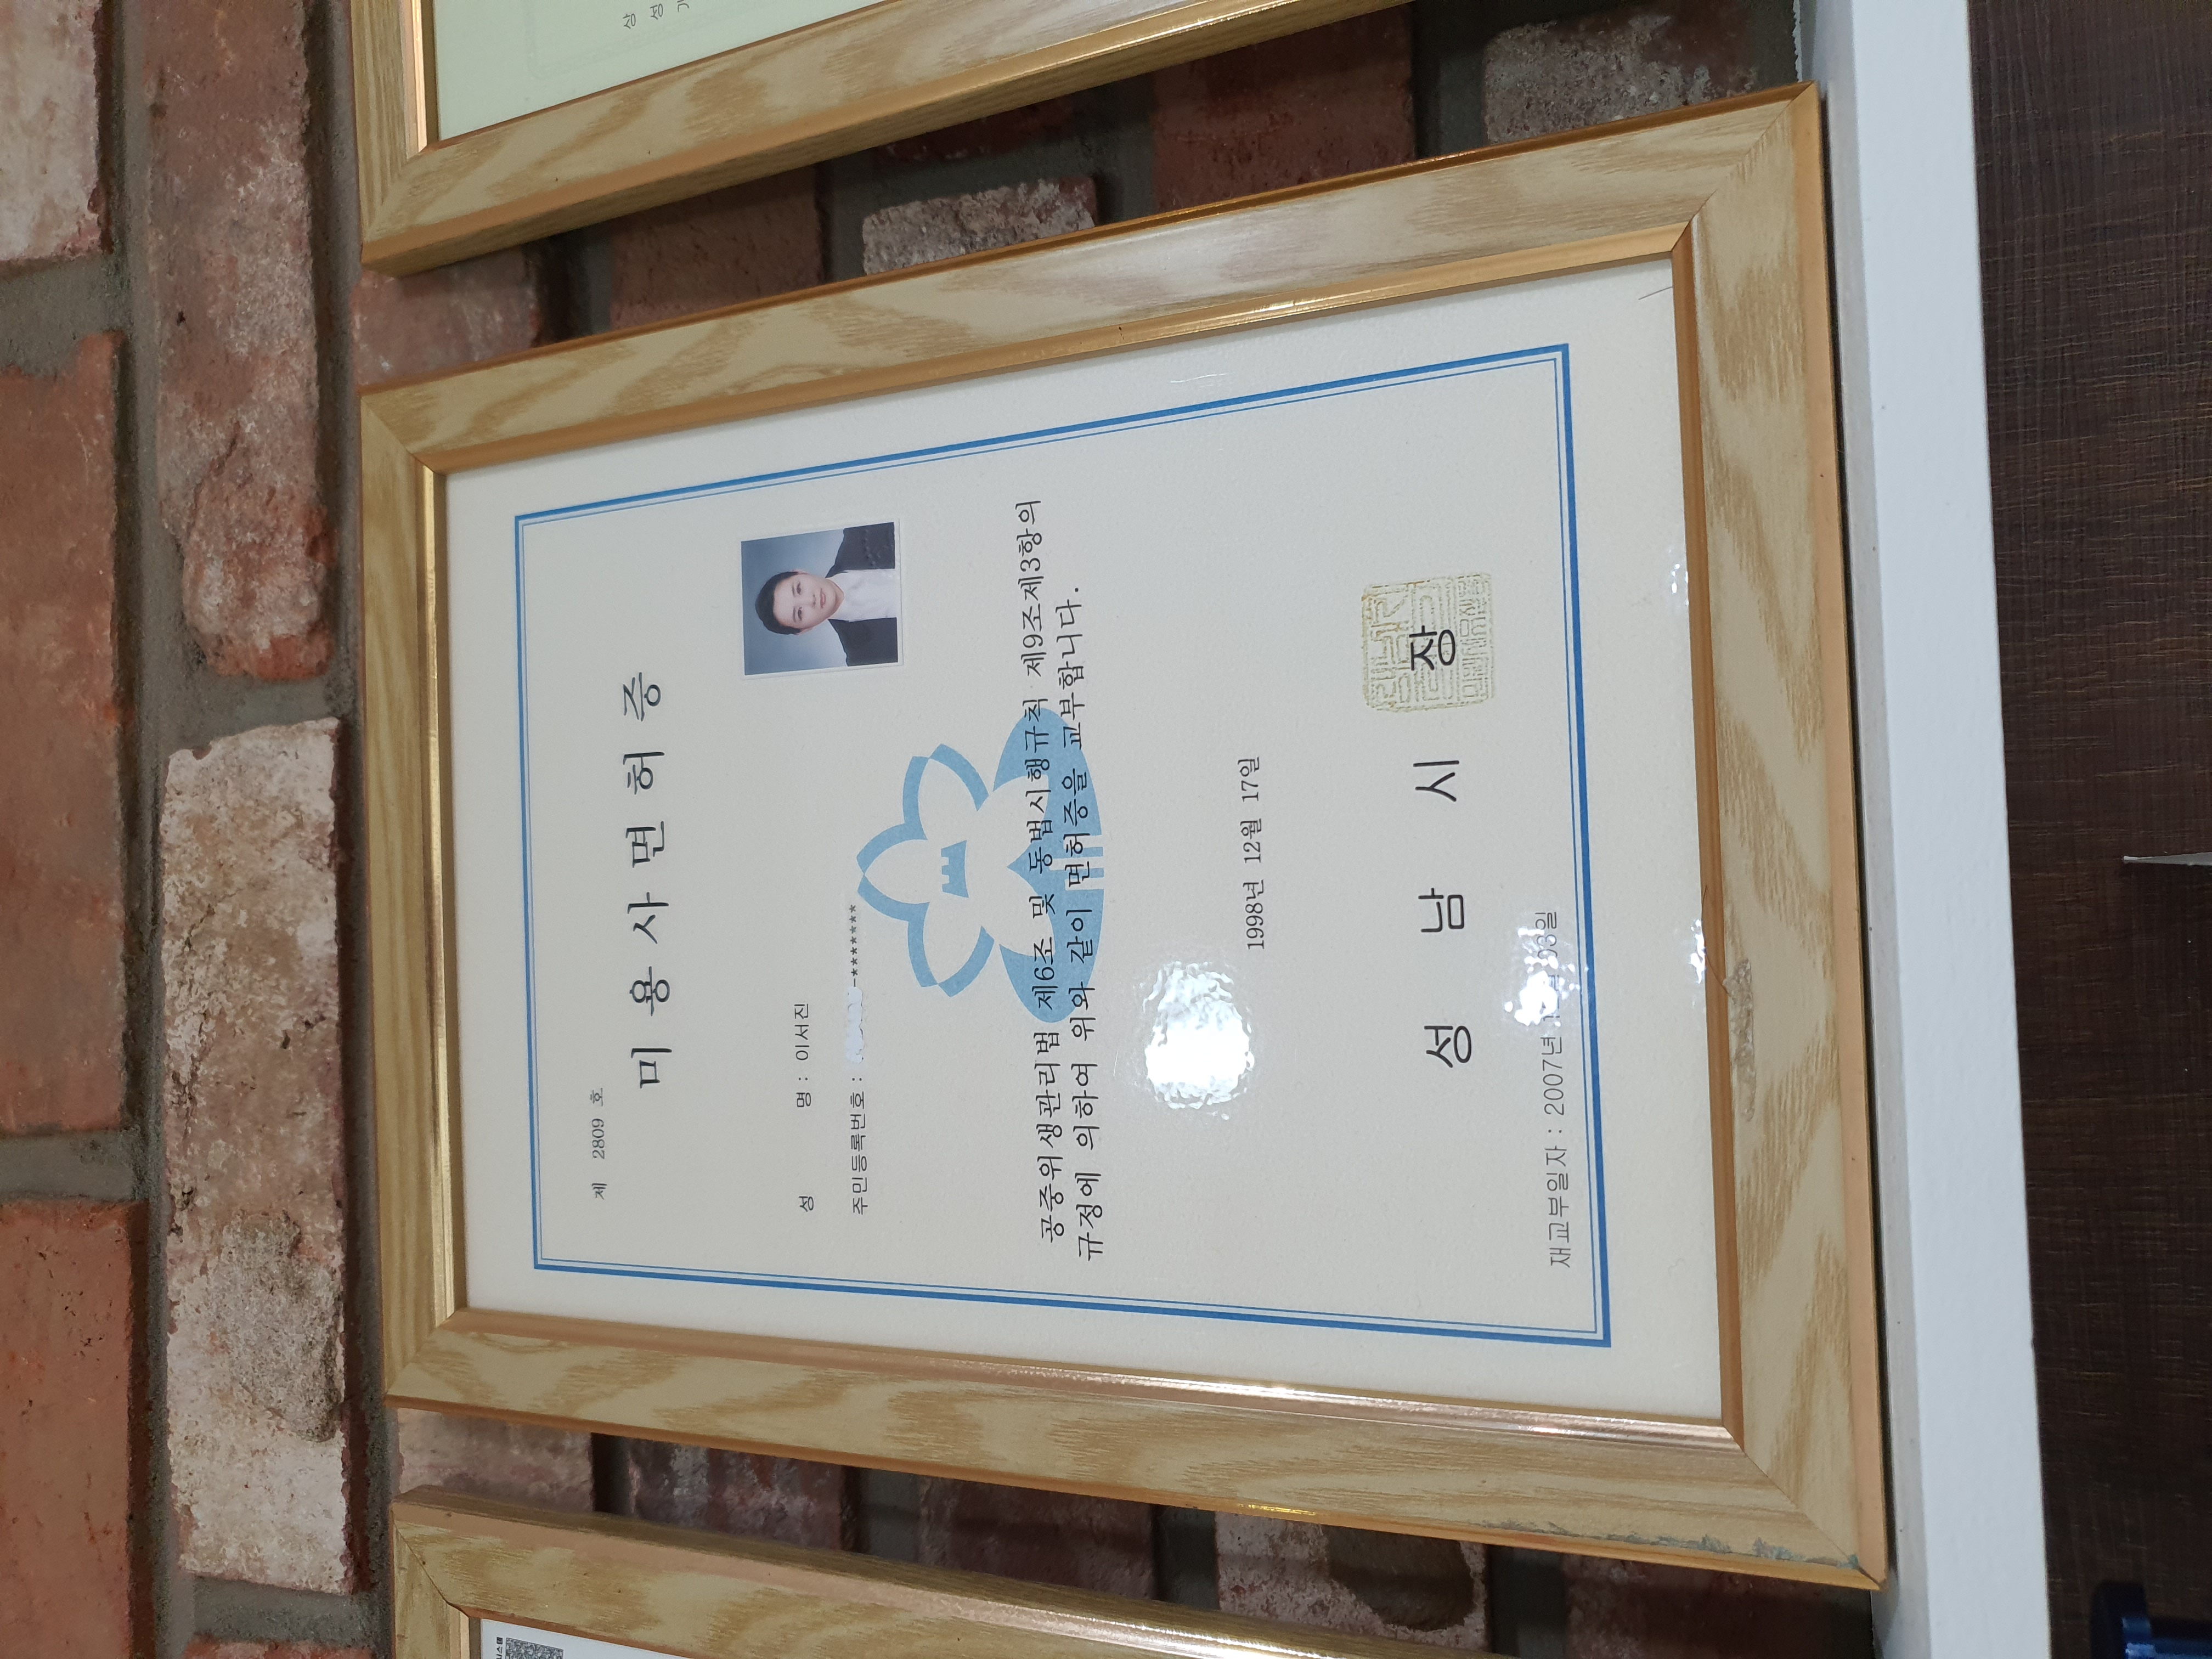 제 2809 호
미 용 사 면 허 증
성 명 : 이서진
주민등록번호 : -*******
공중위생관리법 제6조 및 동법시행규칙 제9조제3항의
규정에 의하여 위와 같이 면허증을 교부합니다.
1998년 12월 17일
성 남 시 장
재교부일자 : 2007년